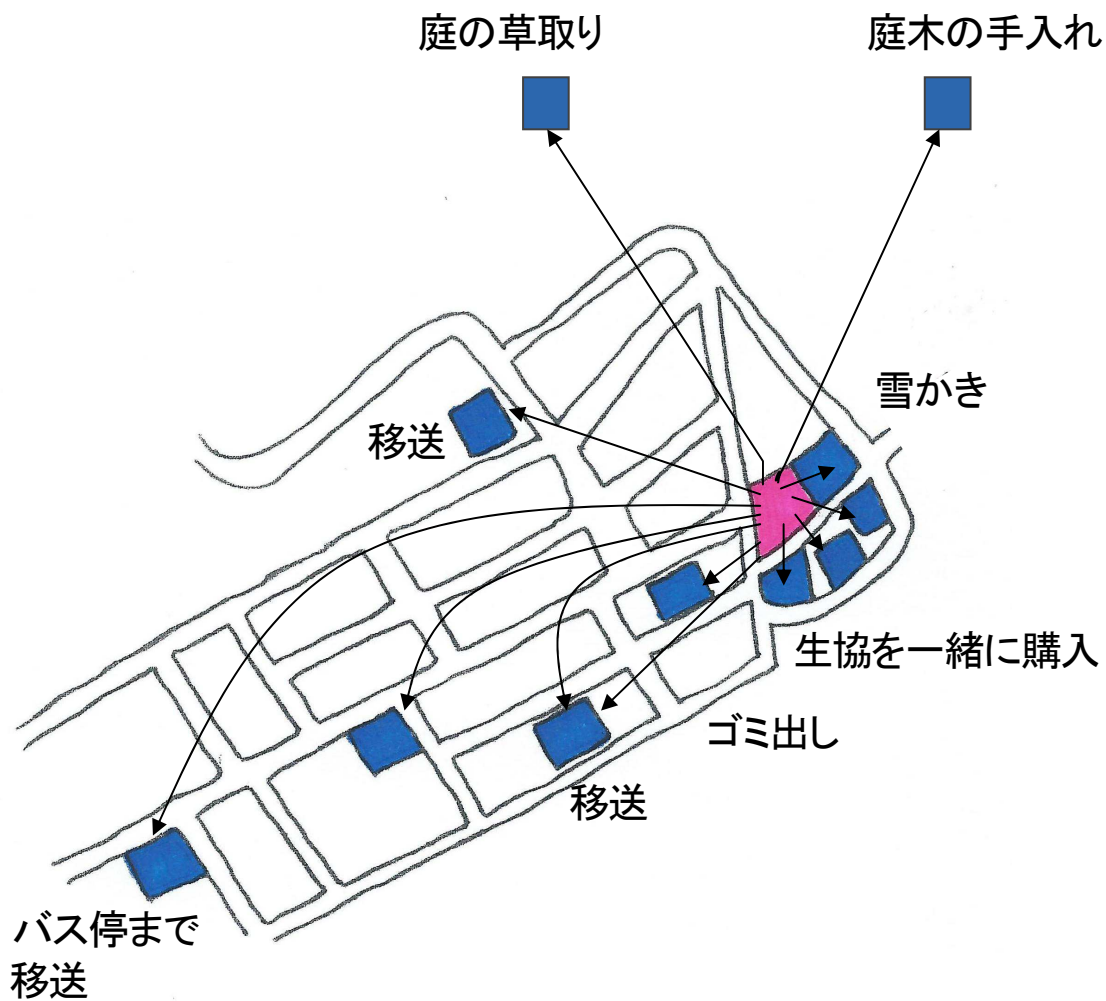 庭の草取り
庭木の手入れ
雪かき
移送
生協を一緒に購入
ゴミ出し
移送
バス停まで
移送